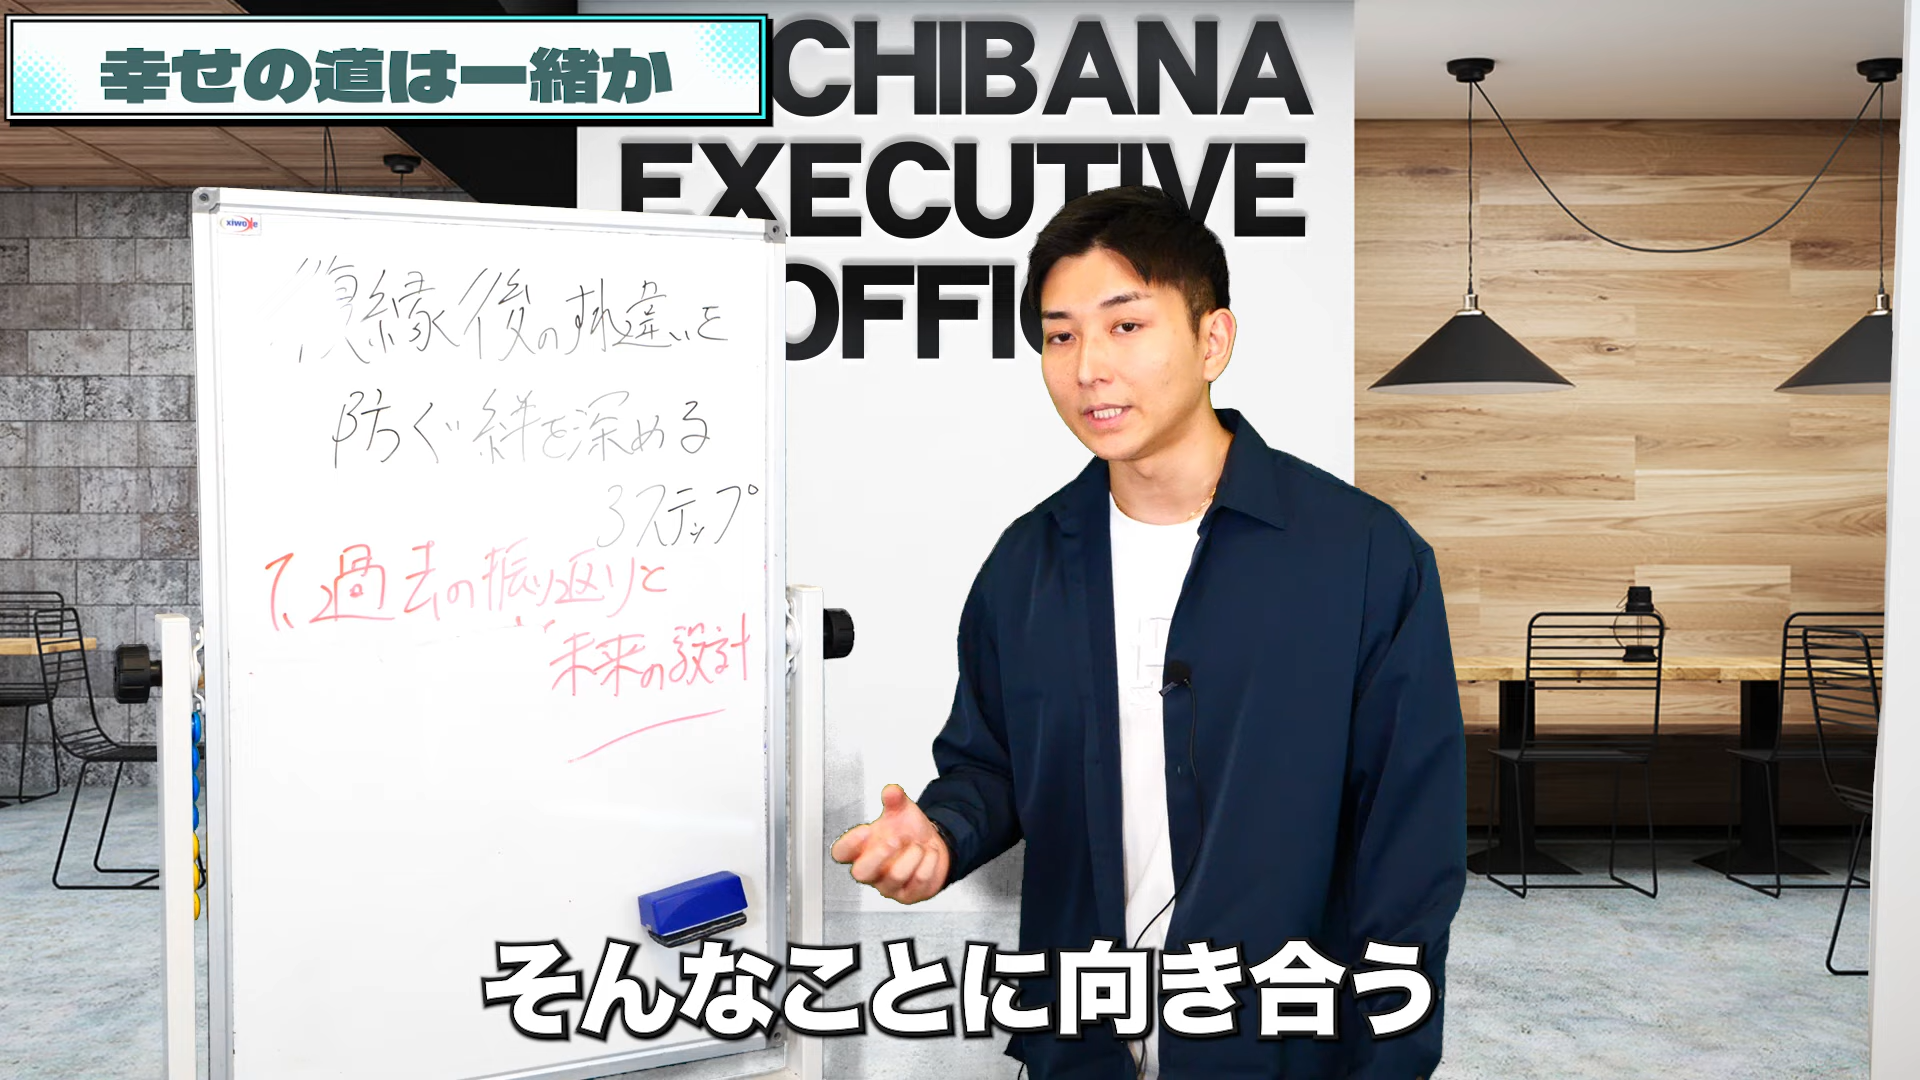 幸せの道は一緒か
CHIBANA
EXECUTIVE
OFFIC
xiwode
復縁後のすれ違いを
防ぐ絆を深める
3ステップ
1、過去の振り返りと
未来の設計
そんなことに向き合う